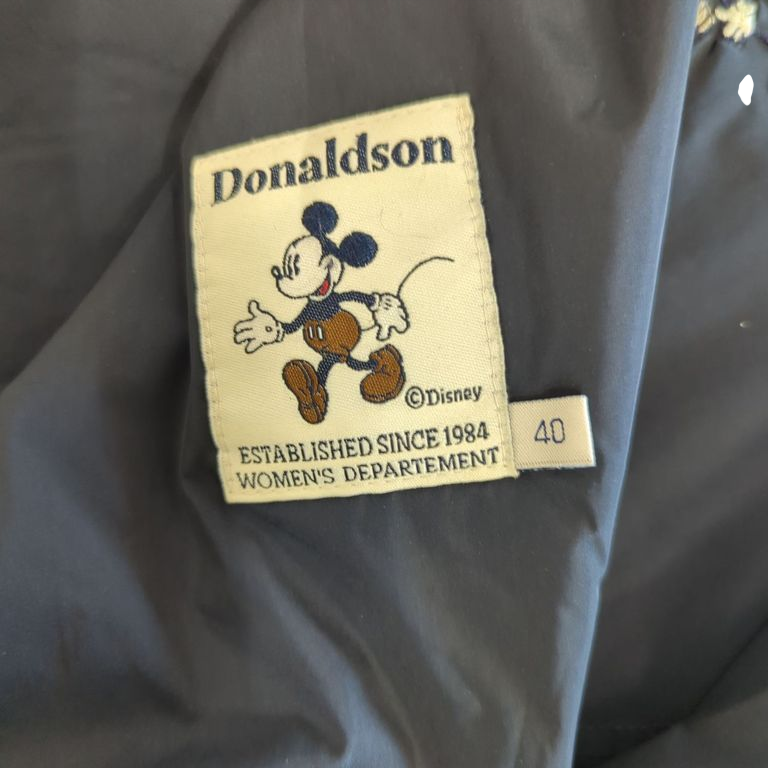 Donaldson
©Disney
ESTABLISHED SINCE 1984
WOMEN'S DEPARTEMENT
40